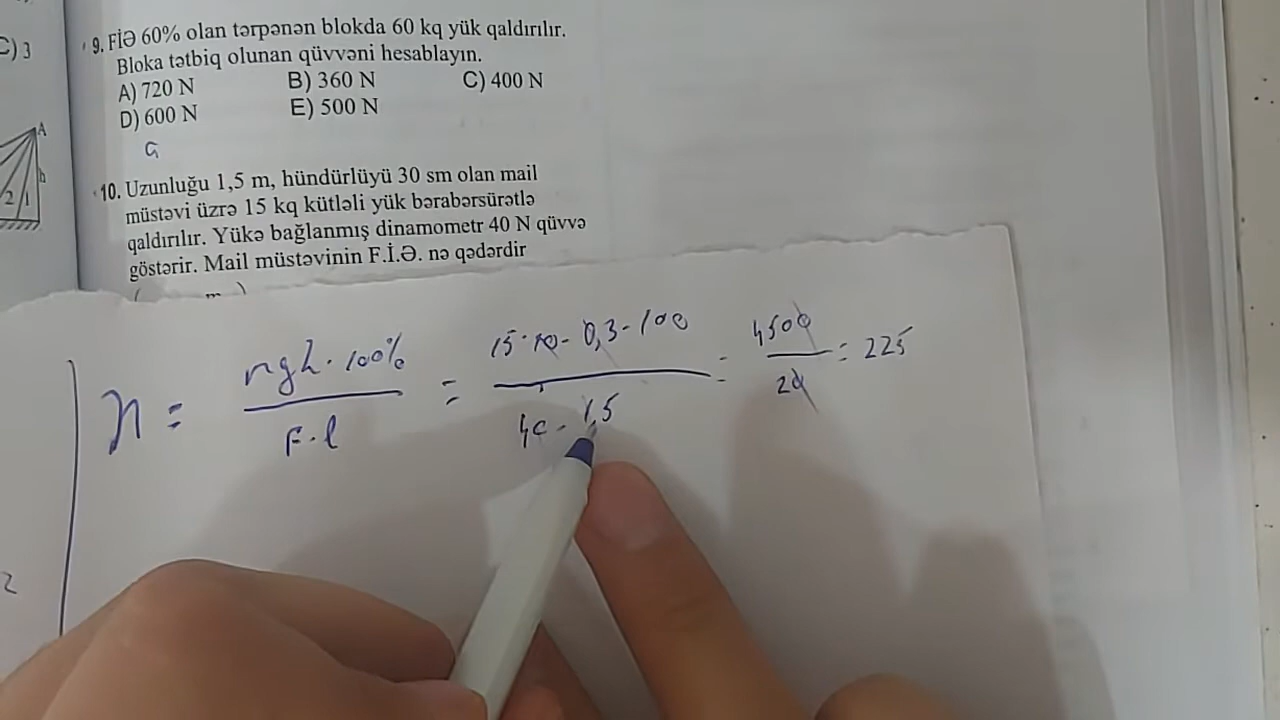 C) 3
9. FİƏ 60% olan tərpənən blokda 60 kq yük qaldırılır.
Bloka tətbiq olunan qüvvəni hesablayın.
A) 720 N B) 360 N C) 400 N
D) 600 N E) 500 N
10. Uzunluğu 1,5 m, hündürlüyü 30 sm olan mail
müstəvi üzrə 15 kq kütləli yük bərabərsürətlə
qaldırılır. Yükə bağlanmış dinamometr 40 N qüvvə
göstərir. Mail müstəvinin F.İ.Ə. nə qədərdir
A
h
2 1
η = mgh · 100% / F · l = 15 · 10 · 0,3 · 100 / 40 · 1,5 = 4500 / 20 = 225
2